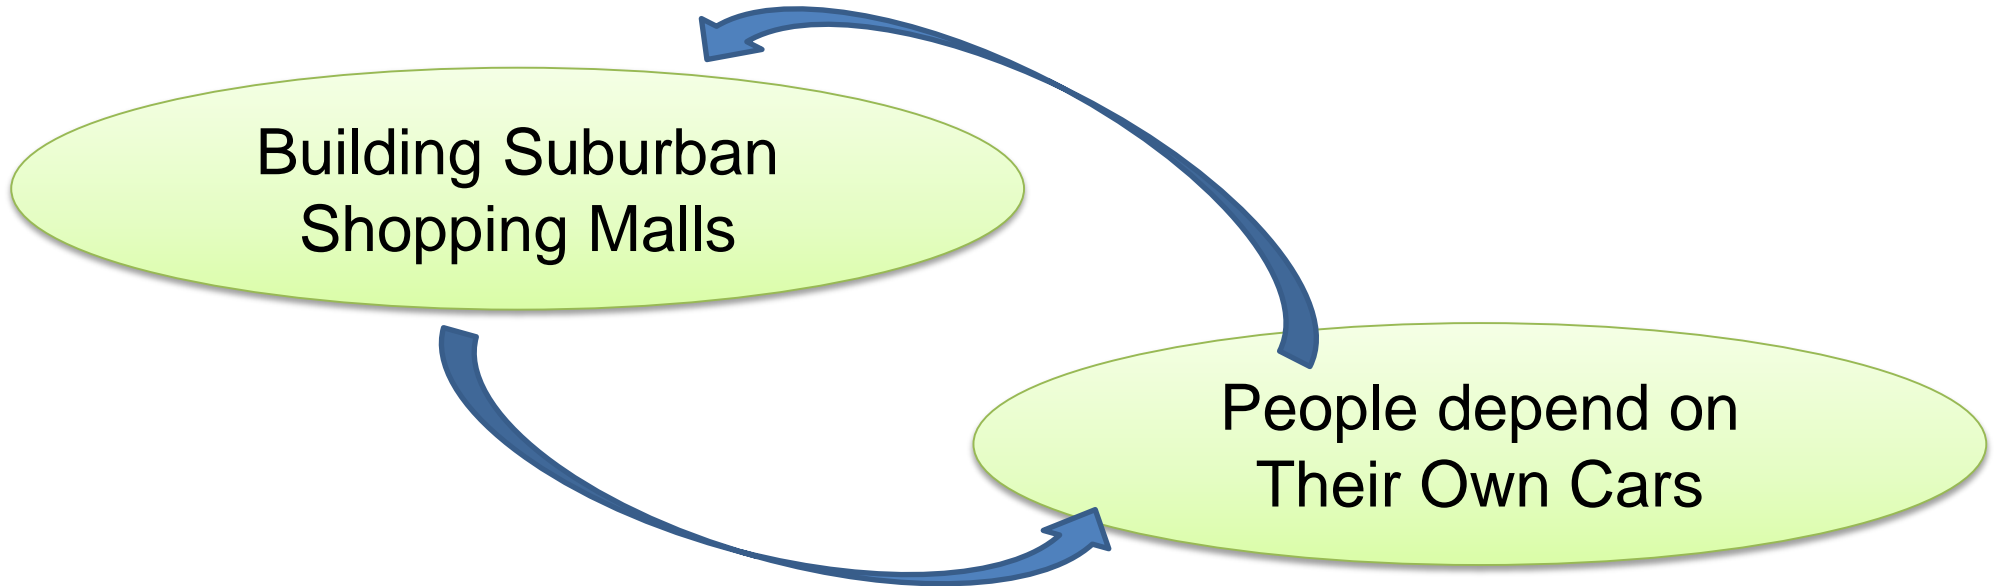 Building Suburban
Shopping Malls
People depend on
Their Own Cars